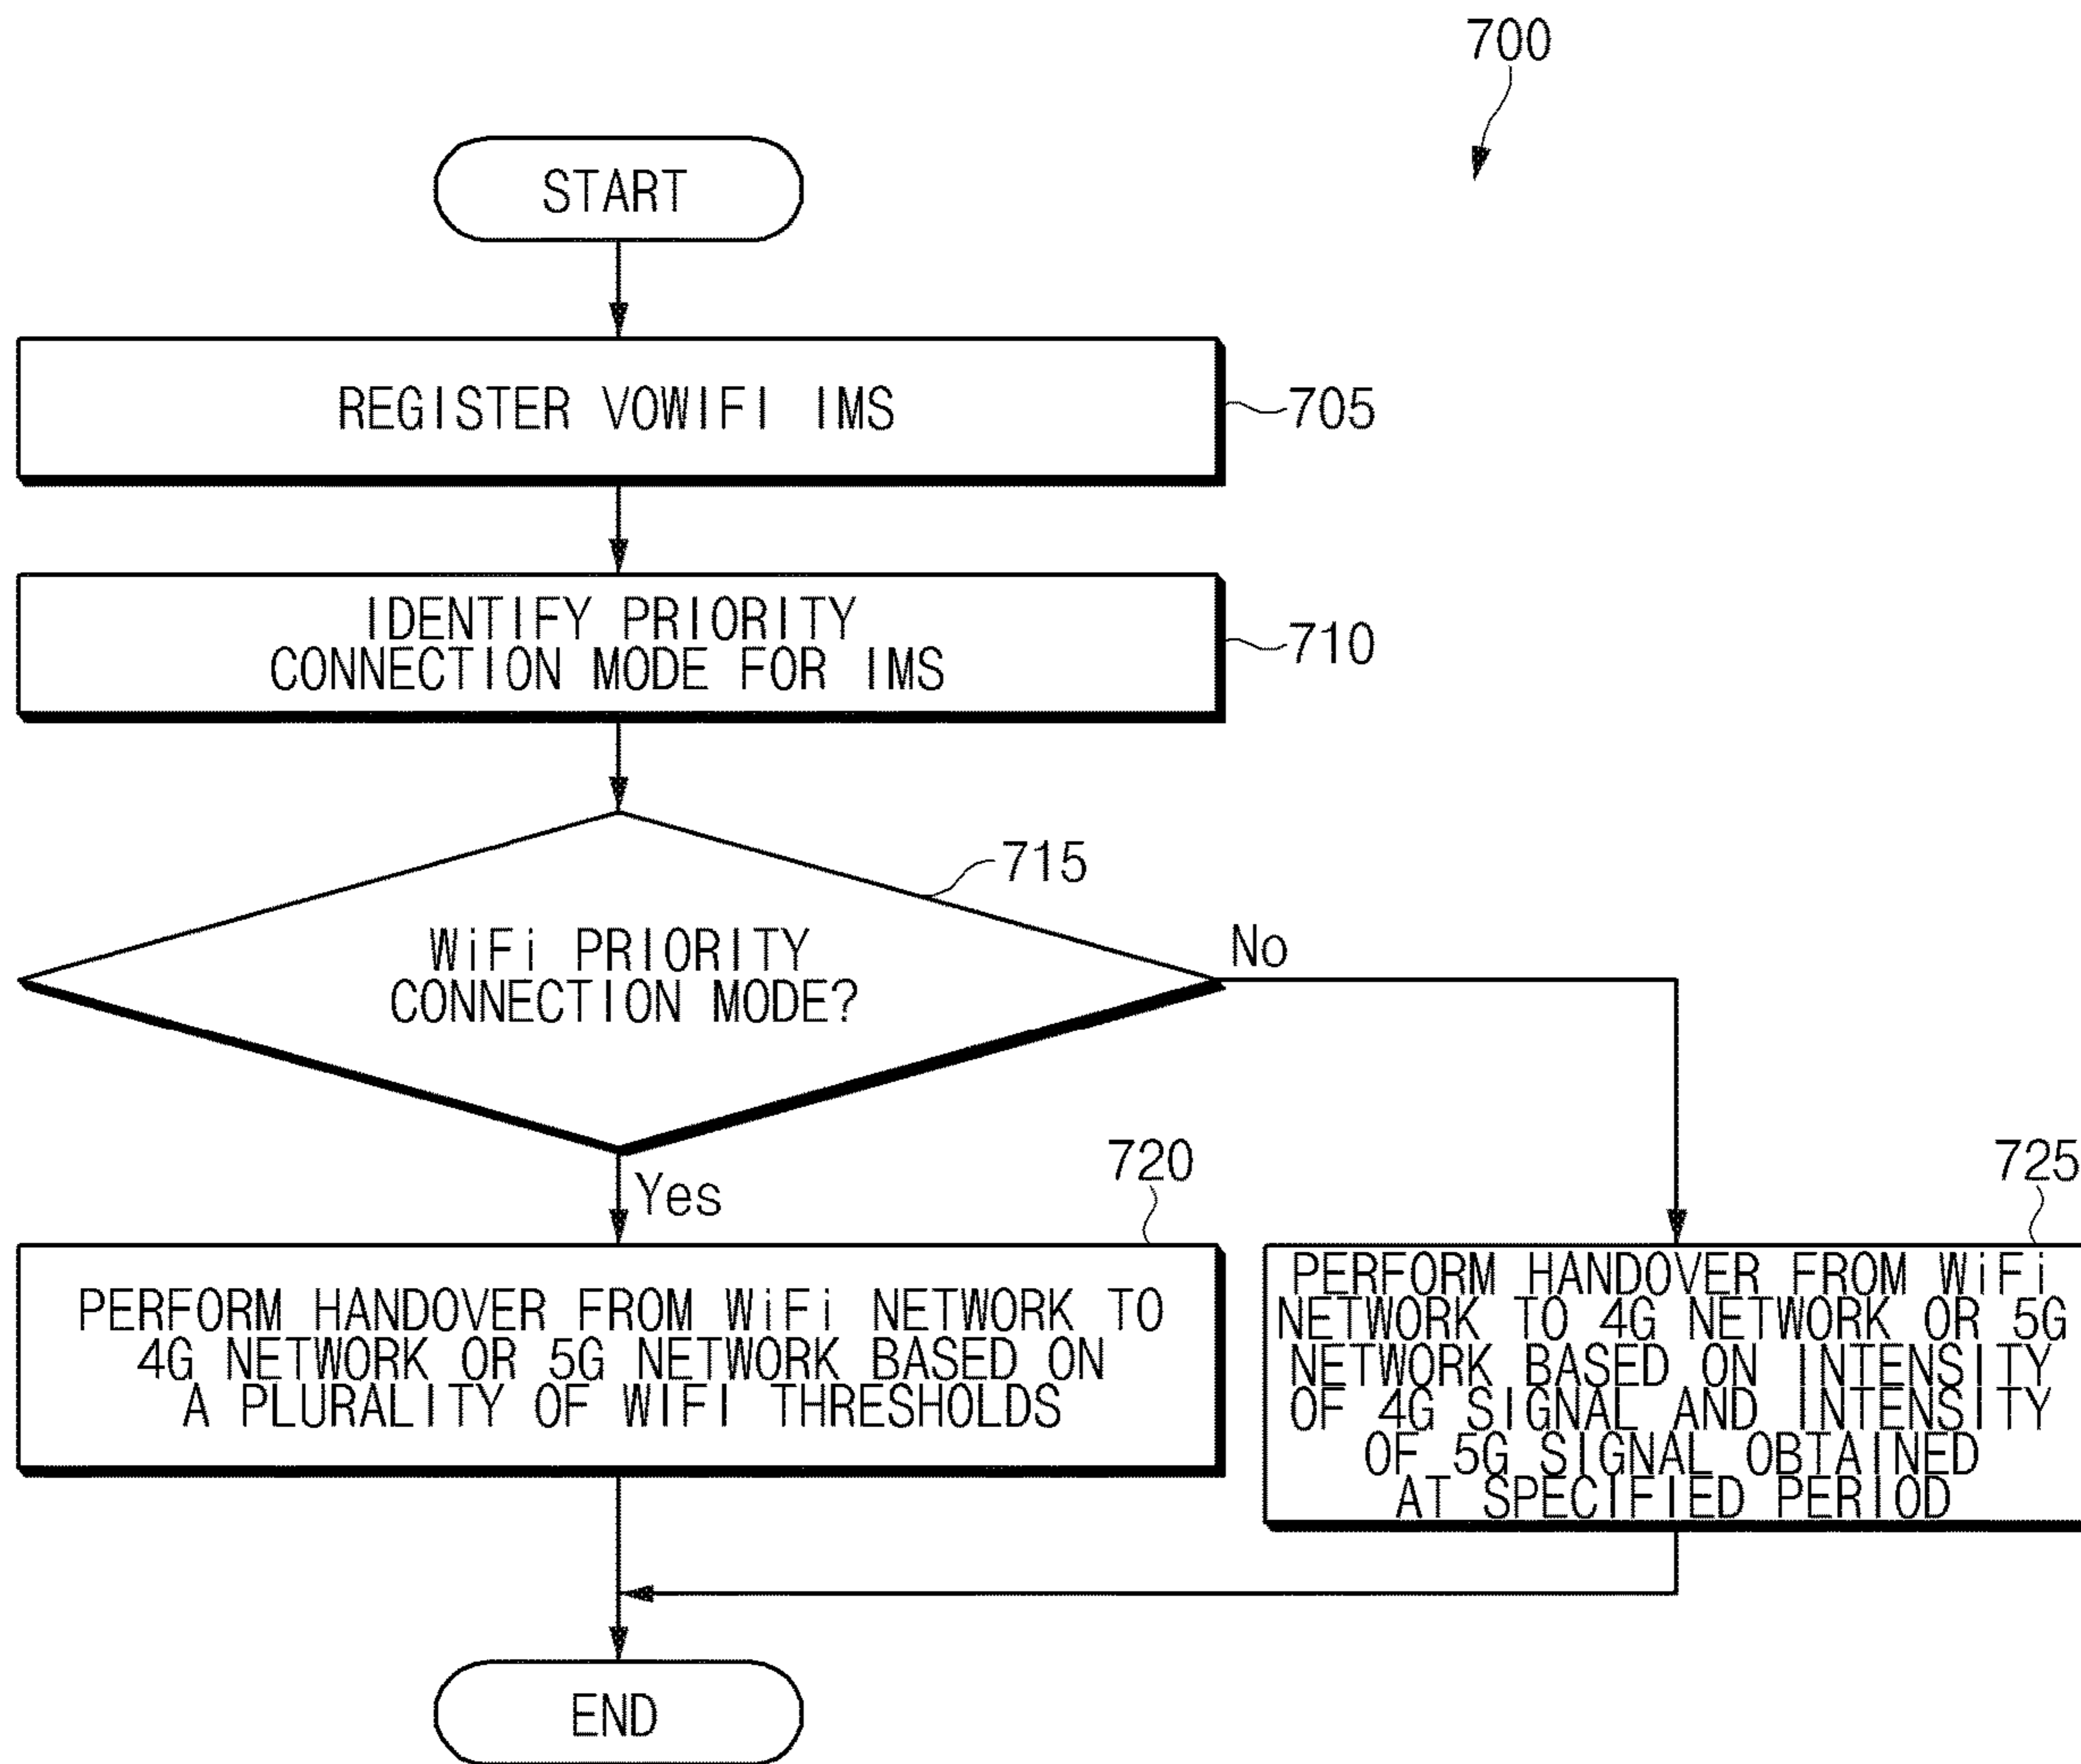 700
START
REGISTER VOWIFI IMS
705
IDENTIFY PRIORITY
CONNECTION MODE FOR IMS
710
715
WiFi PRIORITY
CONNECTION MODE?
No
Yes
720
725
PERFORM HANDOVER FROM WiFi NETWORK TO
4G NETWORK OR 5G NETWORK BASED ON
A PLURALITY OF WIFI THRESHOLDS
PERFORM HANDOVER FROM WiFi
NETWORK TO 4G NETWORK OR 5G
NETWORK BASED ON INTENSITY
OF 4G SIGNAL AND INTENSITY
OF 5G SIGNAL OBTAINED
AT SPECIFIED PERIOD
END